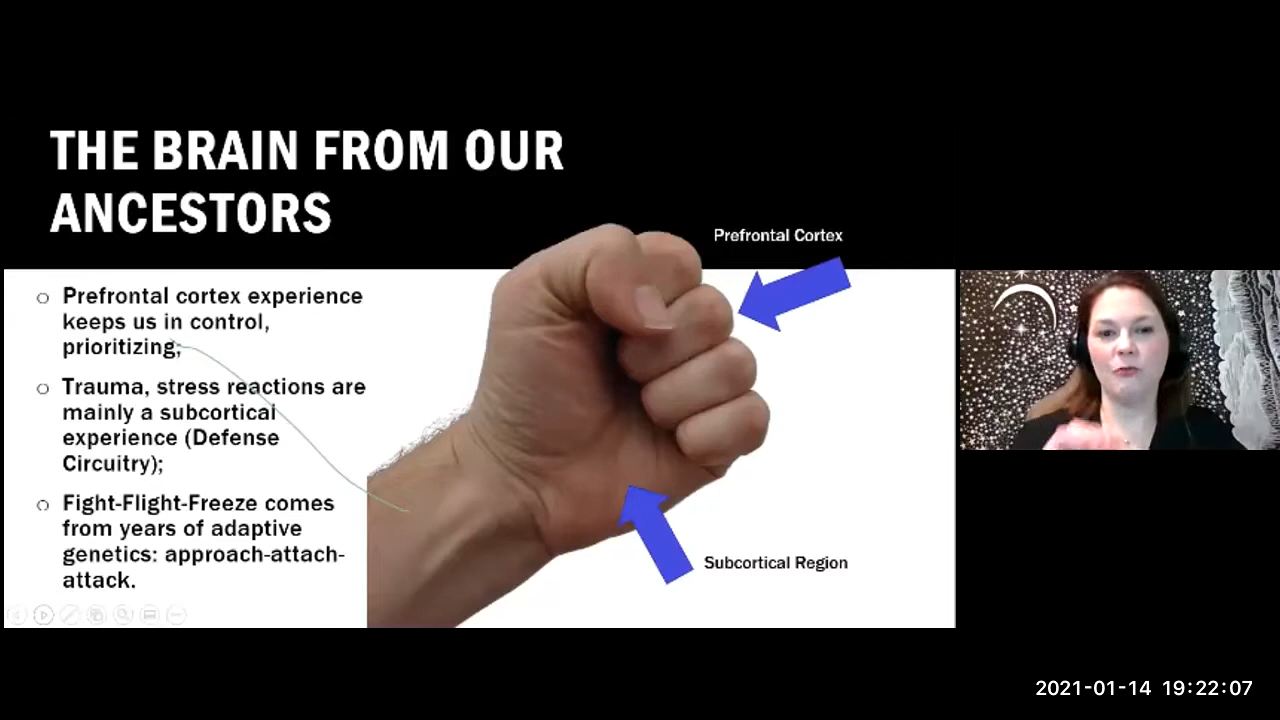 THE BRAIN FROM OUR
ANCESTORS
Prefrontal Cortex
Prefrontal cortex experience
keeps us in control,
prioritizing;
Trauma, stress reactions are
mainly a subcortical
experience (Defense
Circuitry);
Fight-Flight-Freeze comes
from years of adaptive
genetics: approach-attach-
attack.
Subcortical Region
2021-01-14 19:22:07